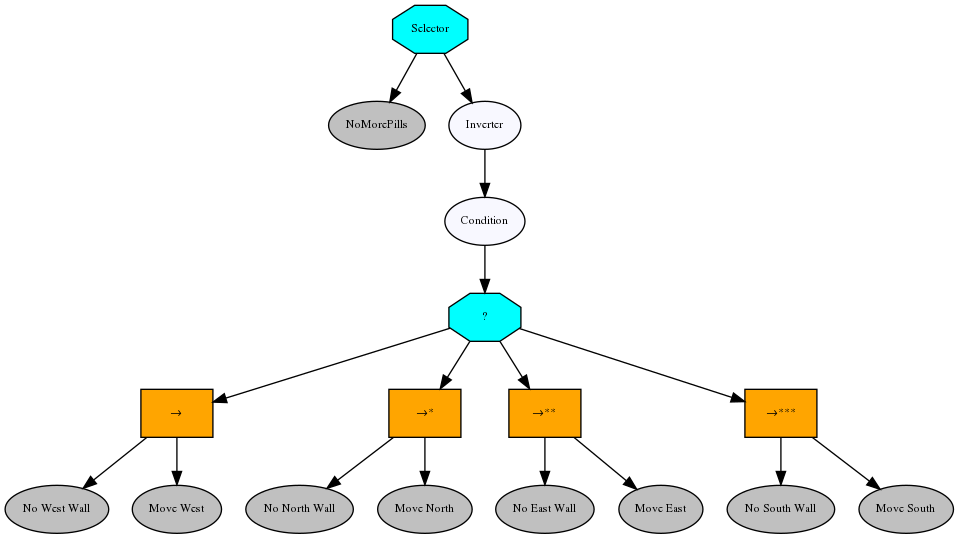 Selector
NoMorePills
Inverter
Condition
?
→
→*
→**
→***
No West Wall
Move West
No North Wall
Move North
No East Wall
Move East
No South Wall
Move South